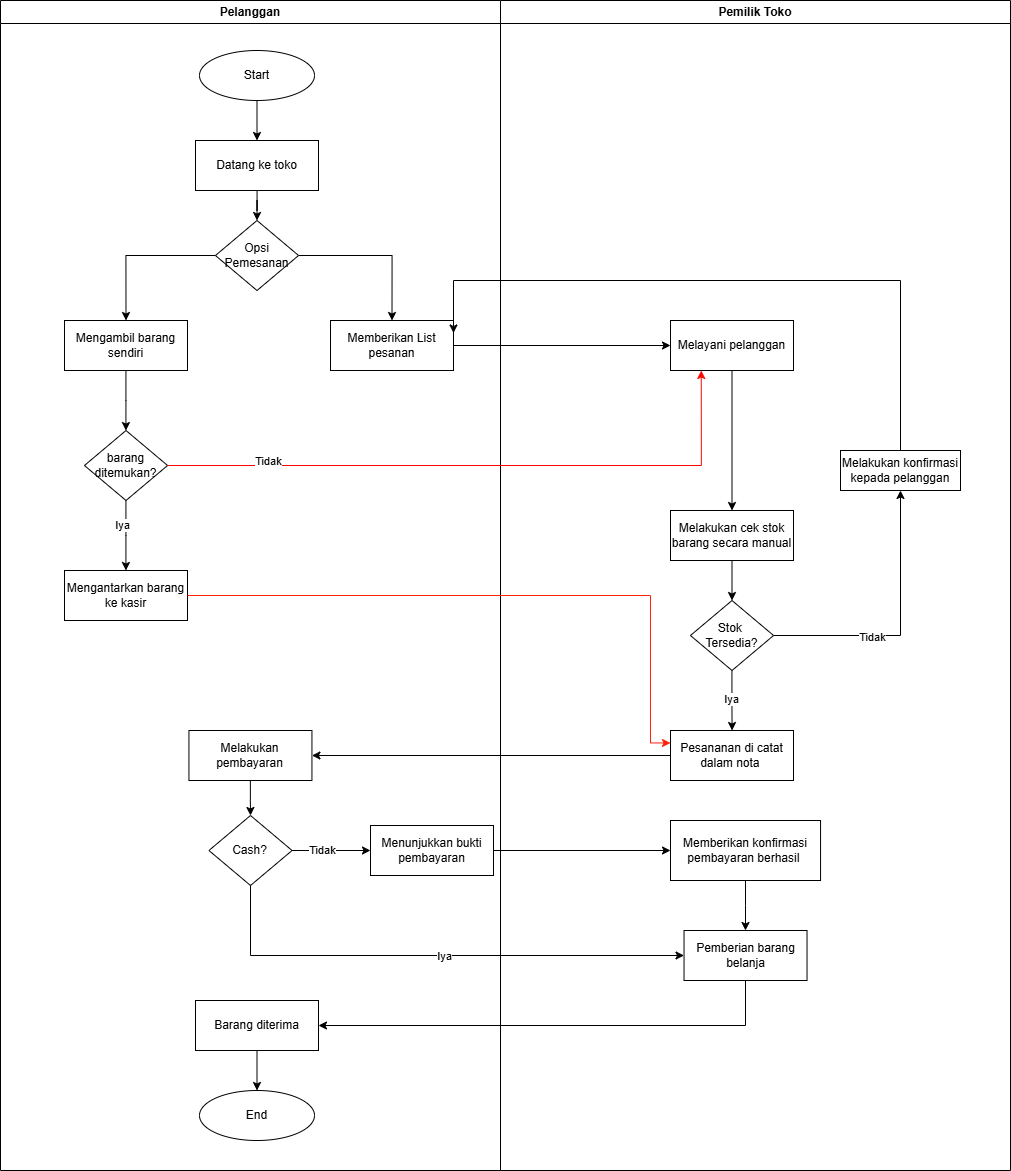 Pelanggan
Pemilik Toko
Start
Datang ke toko
Opsi
Pemesanan
Mengambil barang
sendiri
Memberikan List
pesanan
Melayani pelanggan
barang
ditemukan?
Tidak
Melakukan konfirmasi
kepada pelanggan
Iya
Melakukan cek stok
barang secara manual
Mengantarkan barang
ke kasir
Stok
Tersedia?
Tidak
Iya
Melakukan
pembayaran
Pesananan di catat
dalam nota
Cash?
Tidak
Menunjukkan bukti
pembayaran
Memberikan konfirmasi
pembayaran berhasil
Iya
Pemberian barang
belanja
Barang diterima
End